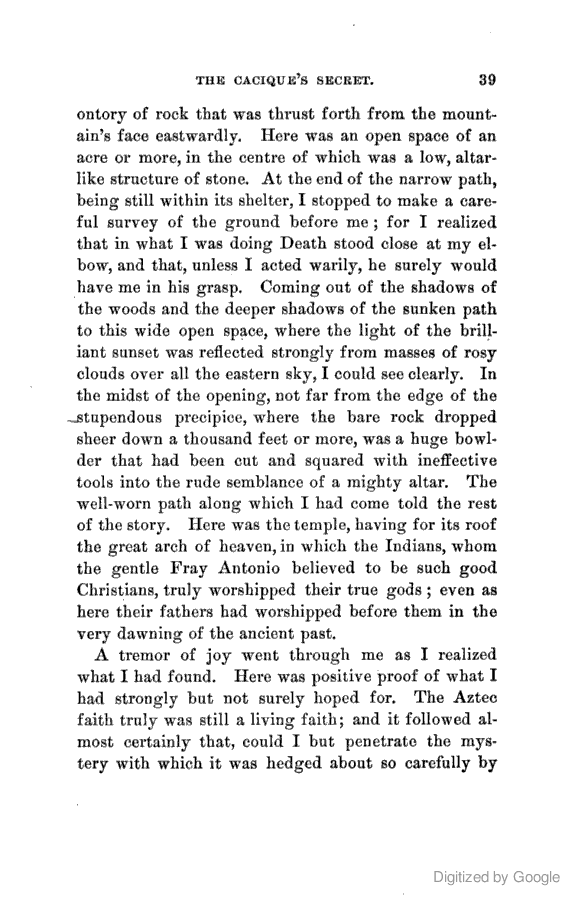 THE CACIQUE'S SECRET. 39
ontory of rock that was thrust forth from the mount-
ain's face eastwardly. Here was an open space of an
acre or more, in the centre of which was a low, altar-
like structure of stone. At the end of the narrow path,
being still within its shelter, I stopped to make a care-
ful survey of the ground before me; for I realized
that in what I was doing Death stood close at my el-
bow, and that, unless I acted warily, he surely would
have me in his grasp. Coming out of the shadows of
the woods and the deeper shadows of the sunken path
to this wide open space, where the light of the brill-
iant sunset was reflected strongly from masses of rosy
clouds over all the eastern sky, I could see clearly. In
the midst of the opening, not far from the edge of the
stupendous precipice, where the bare rock dropped
sheer down a thousand feet or more, was a huge bowl-
der that had been cut and squared with ineffective
tools into the rude semblance of a mighty altar. The
well-worn path along which I had come told the rest
of the story. Here was the temple, having for its roof
the great arch of heaven, in which the Indians, whom
the gentle Fray Antonio believed to be such good
Christians, truly worshipped their true gods; even as
here their fathers had worshipped before them in the
very dawning of the ancient past.
A tremor of joy went through me as I realized
what I had found. Here was positive proof of what I
had strongly but not surely hoped for. The Aztec
faith truly was still a living faith; and it followed al-
most certainly that, could I but penetrate the mys-
tery with which it was hedged about so carefully by
Digitized by Google